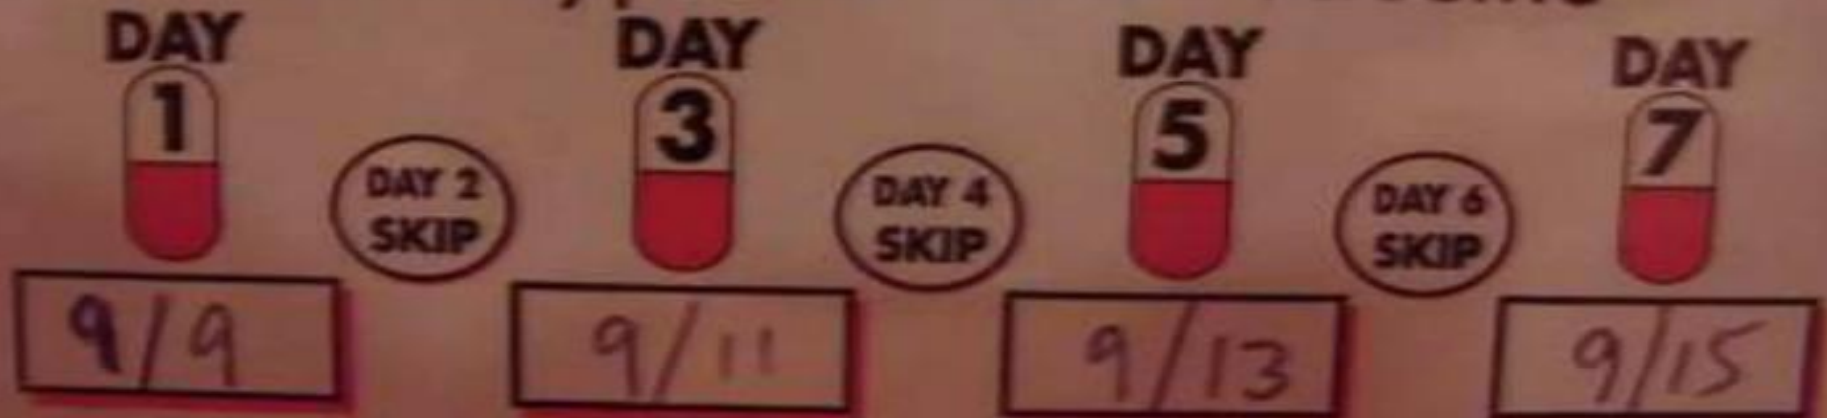 DAY DAY DAY DAY
1 3 5 7
DAY 2 DAY 4 DAY 6
SKIP SKIP SKIP
9/9 9/11 9/13 9/15